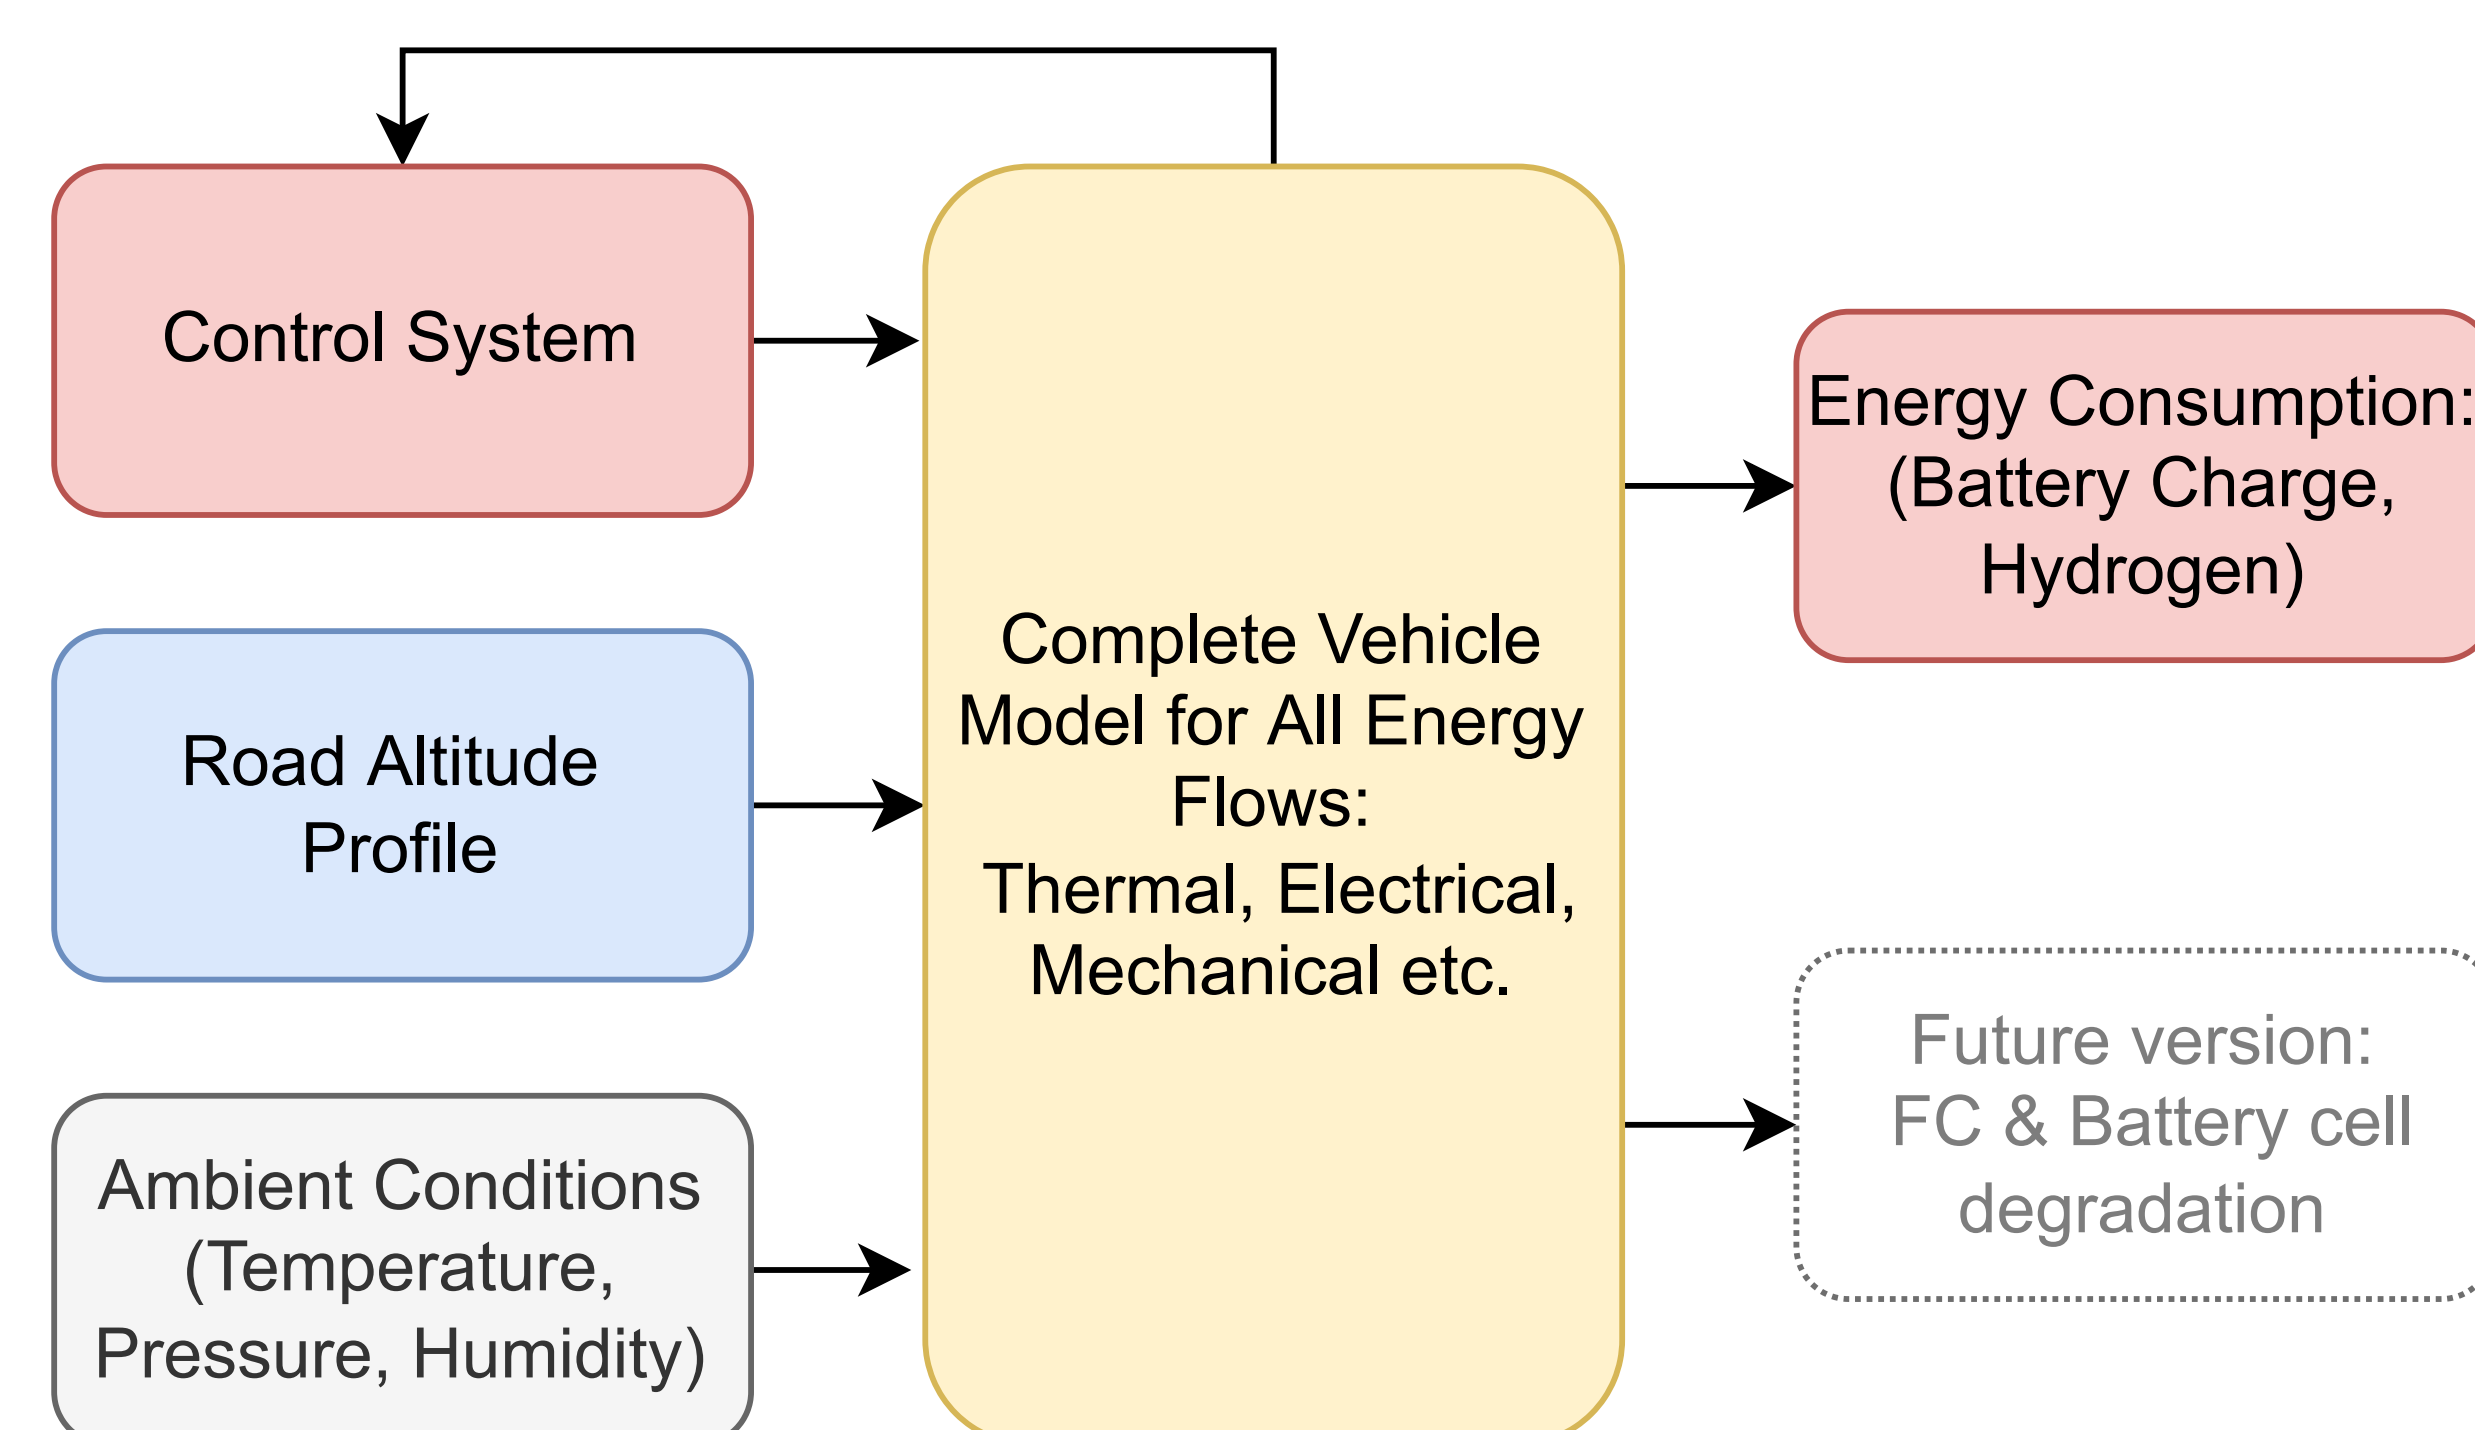 Control System
Road Altitude
Profile
Ambient Conditions
(Temperature,
Pressure, Humidity)
Complete Vehicle
Model for All Energy
Flows:
Thermal, Electrical,
Mechanical etc.
Energy Consumption:
(Battery Charge,
Hydrogen)
Future version:
FC & Battery cell
degradation